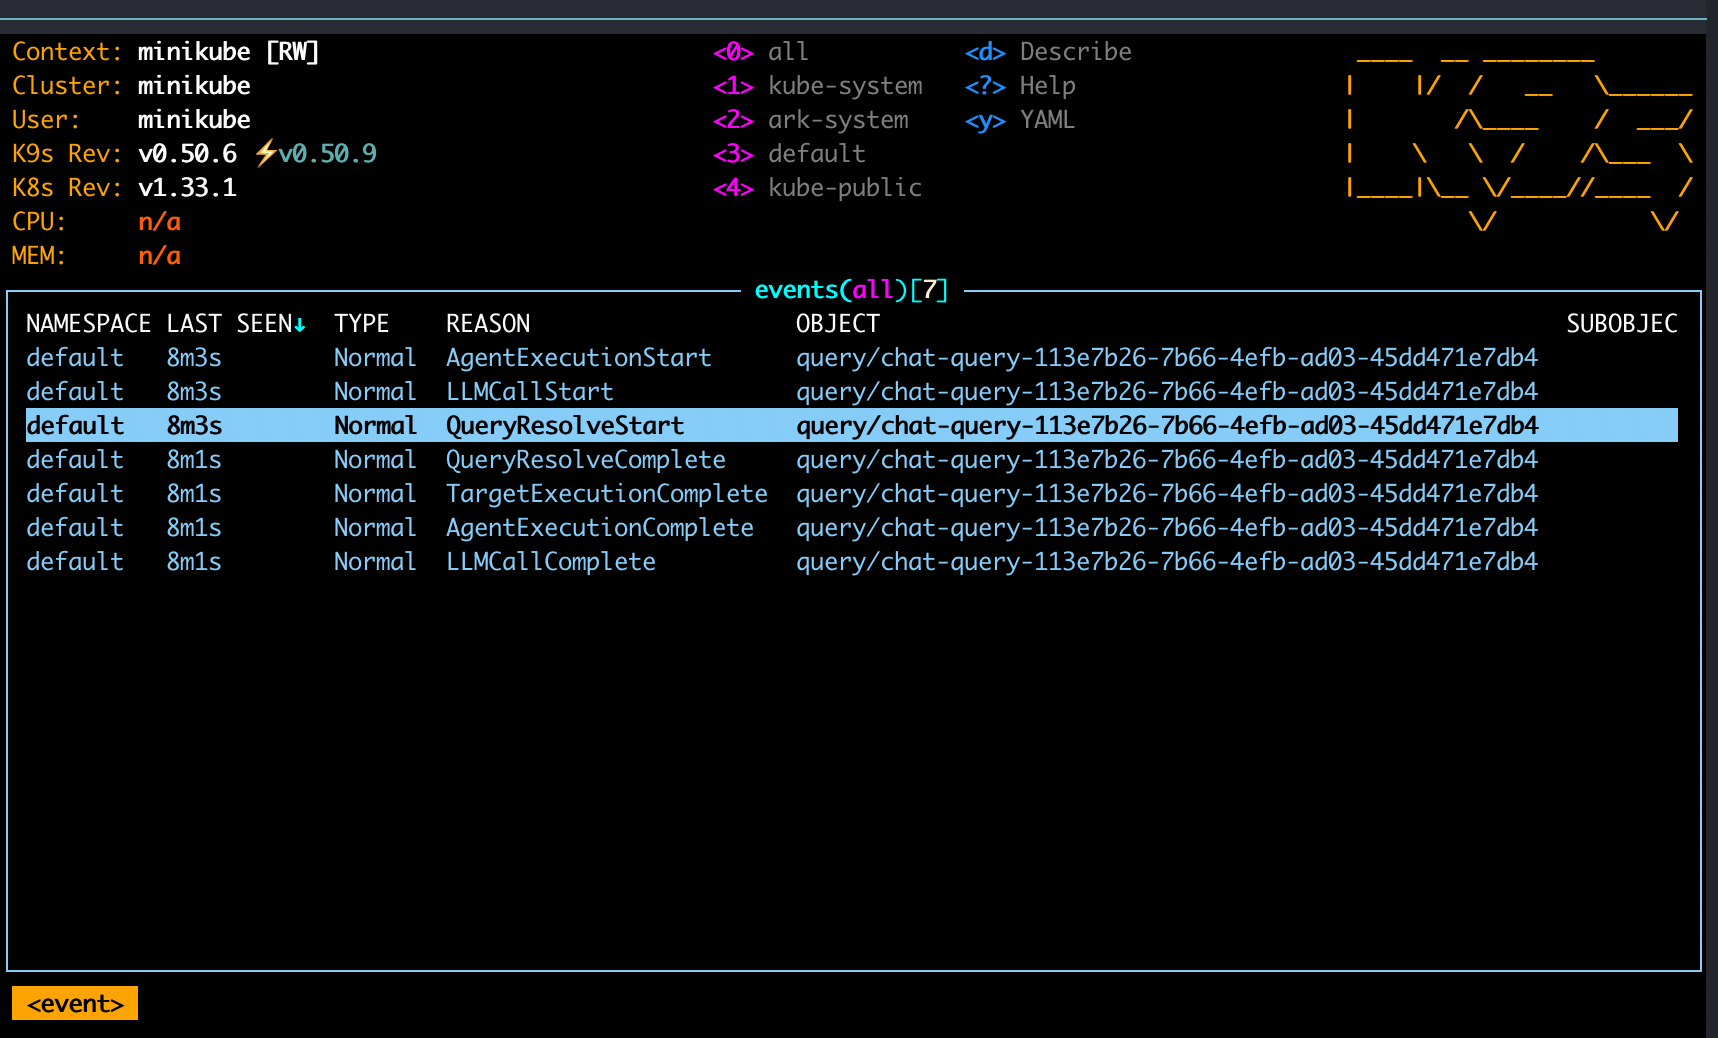 Context: minikube [RW]
Cluster: minikube
User: minikube
K9s Rev: v0.50.6 ⚡v0.50.9
K8s Rev: v1.33.1
CPU: n/a
MEM: n/a
<0> all
<1> kube-system
<2> ark-system
<3> default
<4> kube-public
<d> Describe
<?> Help
<y> YAML
events(all)[7]
NAMESPACE LAST SEEN↓ TYPE REASON OBJECT SUBOBJEC
default 8m3s Normal AgentExecutionStart query/chat-query-113e7b26-7b66-4efb-ad03-45dd471e7db4
default 8m3s Normal LLMCallStart query/chat-query-113e7b26-7b66-4efb-ad03-45dd471e7db4
default 8m3s Normal QueryResolveStart query/chat-query-113e7b26-7b66-4efb-ad03-45dd471e7db4
default 8m1s Normal QueryResolveComplete query/chat-query-113e7b26-7b66-4efb-ad03-45dd471e7db4
default 8m1s Normal TargetExecutionComplete query/chat-query-113e7b26-7b66-4efb-ad03-45dd471e7db4
default 8m1s Normal AgentExecutionComplete query/chat-query-113e7b26-7b66-4efb-ad03-45dd471e7db4
default 8m1s Normal LLMCallComplete query/chat-query-113e7b26-7b66-4efb-ad03-45dd471e7db4
<event>